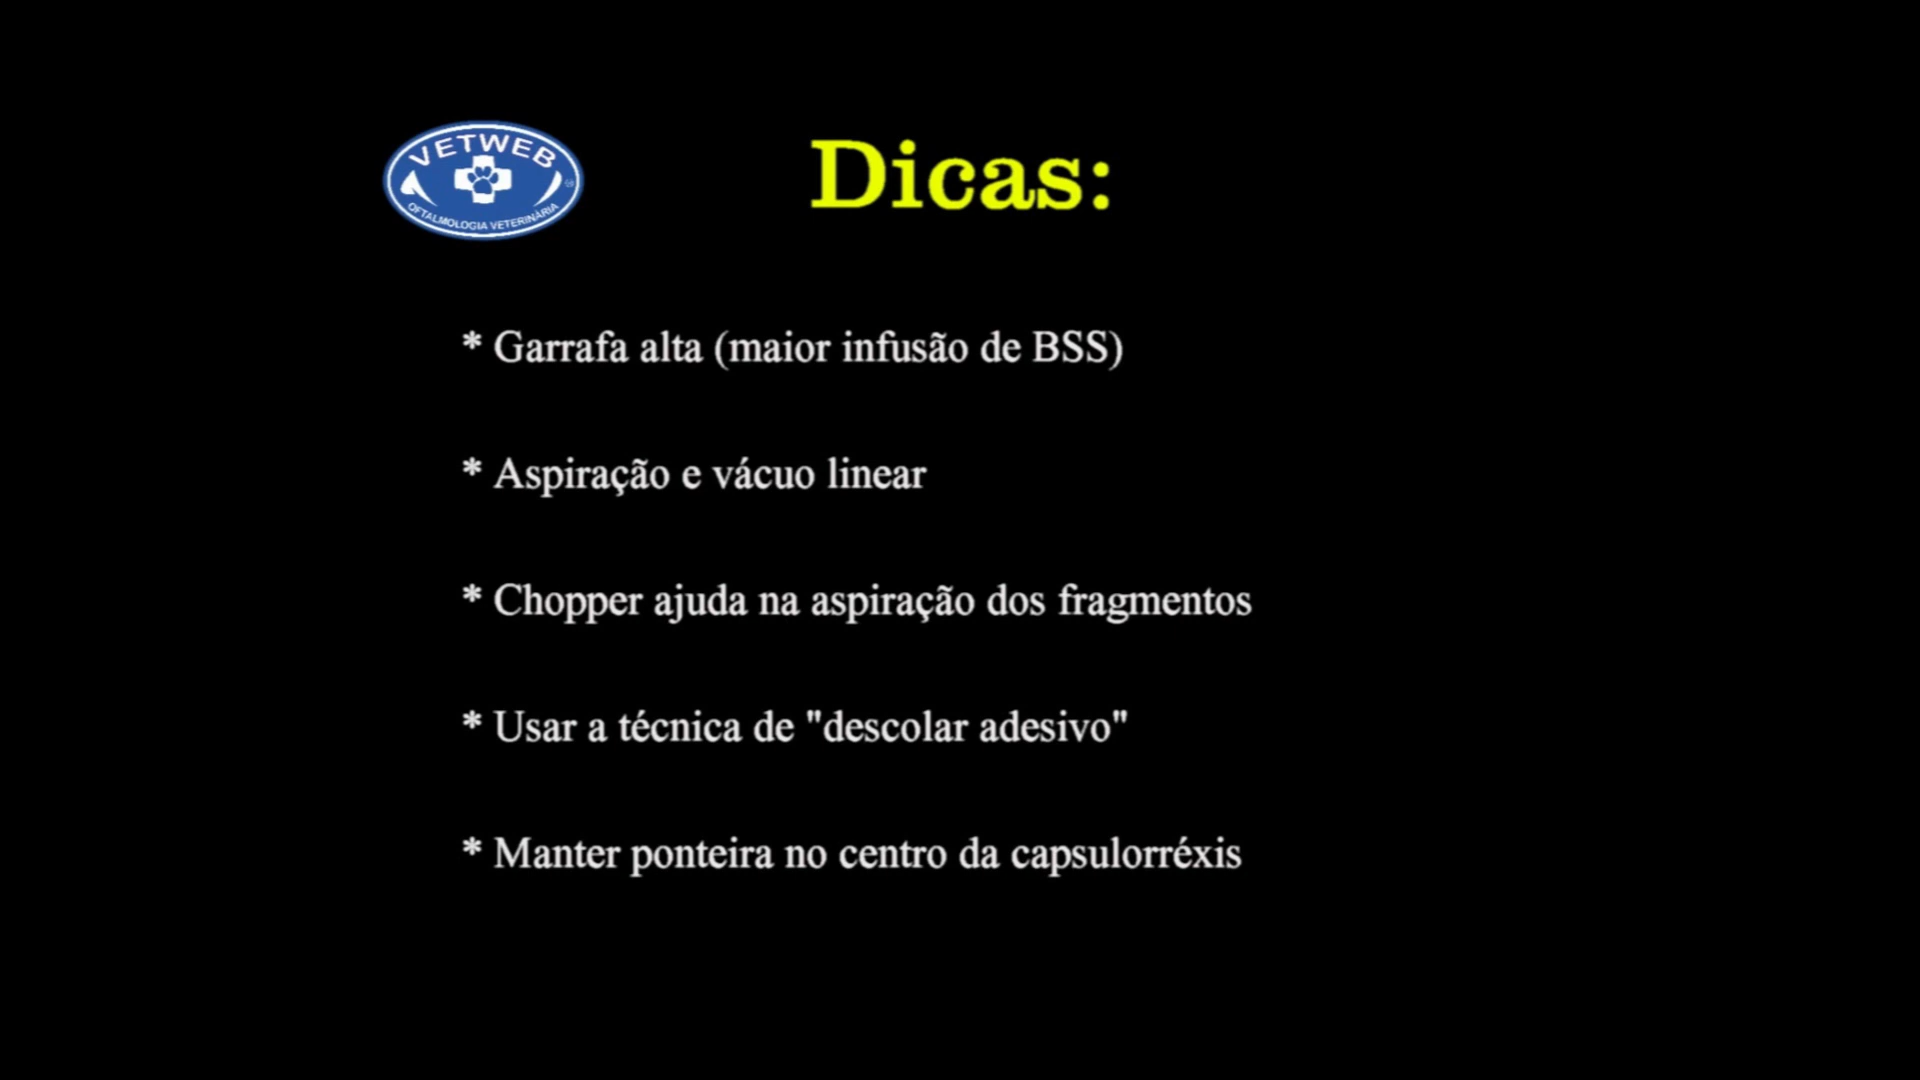 VETWEB
OFTALMOLOGIA VETERINÁRIA
Dicas:
* Garrafa alta (maior infusão de BSS)
* Aspiração e vácuo linear
* Chopper ajuda na aspiração dos fragmentos
* Usar a técnica de "descolar adesivo"
* Manter ponteira no centro da capsulorréxis